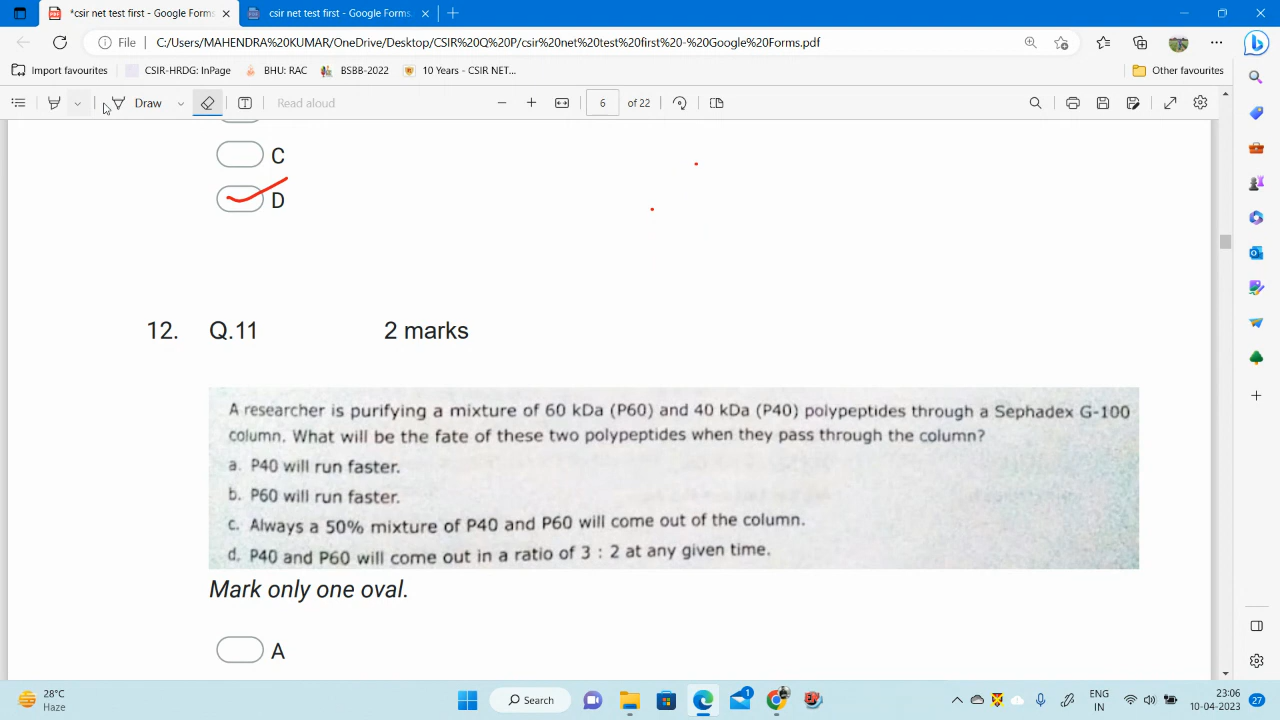 *csir net test first - Google Forms
csir net test first - Google Forms.
File
C:/Users/MAHENDRA%20KUMAR/OneDrive/Desktop/CSIR%20Q%20P/csir%20net%20test%20first%20-%20Google%20Forms.pdf
Import favourites
CSIR-HRDG: InPage
BHU: RAC
BSBB-2022
10 Years - CSIR NET...
Other favourites
Draw
Read aloud
6
of 22
C
D
12. Q.11 2 marks
A researcher is purifying a mixture of 60 kDa (P60) and 40 kDa (P40) polypeptides through a Sephadex G-100
column. What will be the fate of these two polypeptides when they pass through the column?
a. P40 will run faster.
b. P60 will run faster.
c. Always a 50% mixture of P40 and P60 will come out of the column.
d. P40 and P60 will come out in a ratio of 3 : 2 at any given time.
Mark only one oval.
A
28°C
Haze
Search
1
ENG
IN
23:06
10-04-2023
27